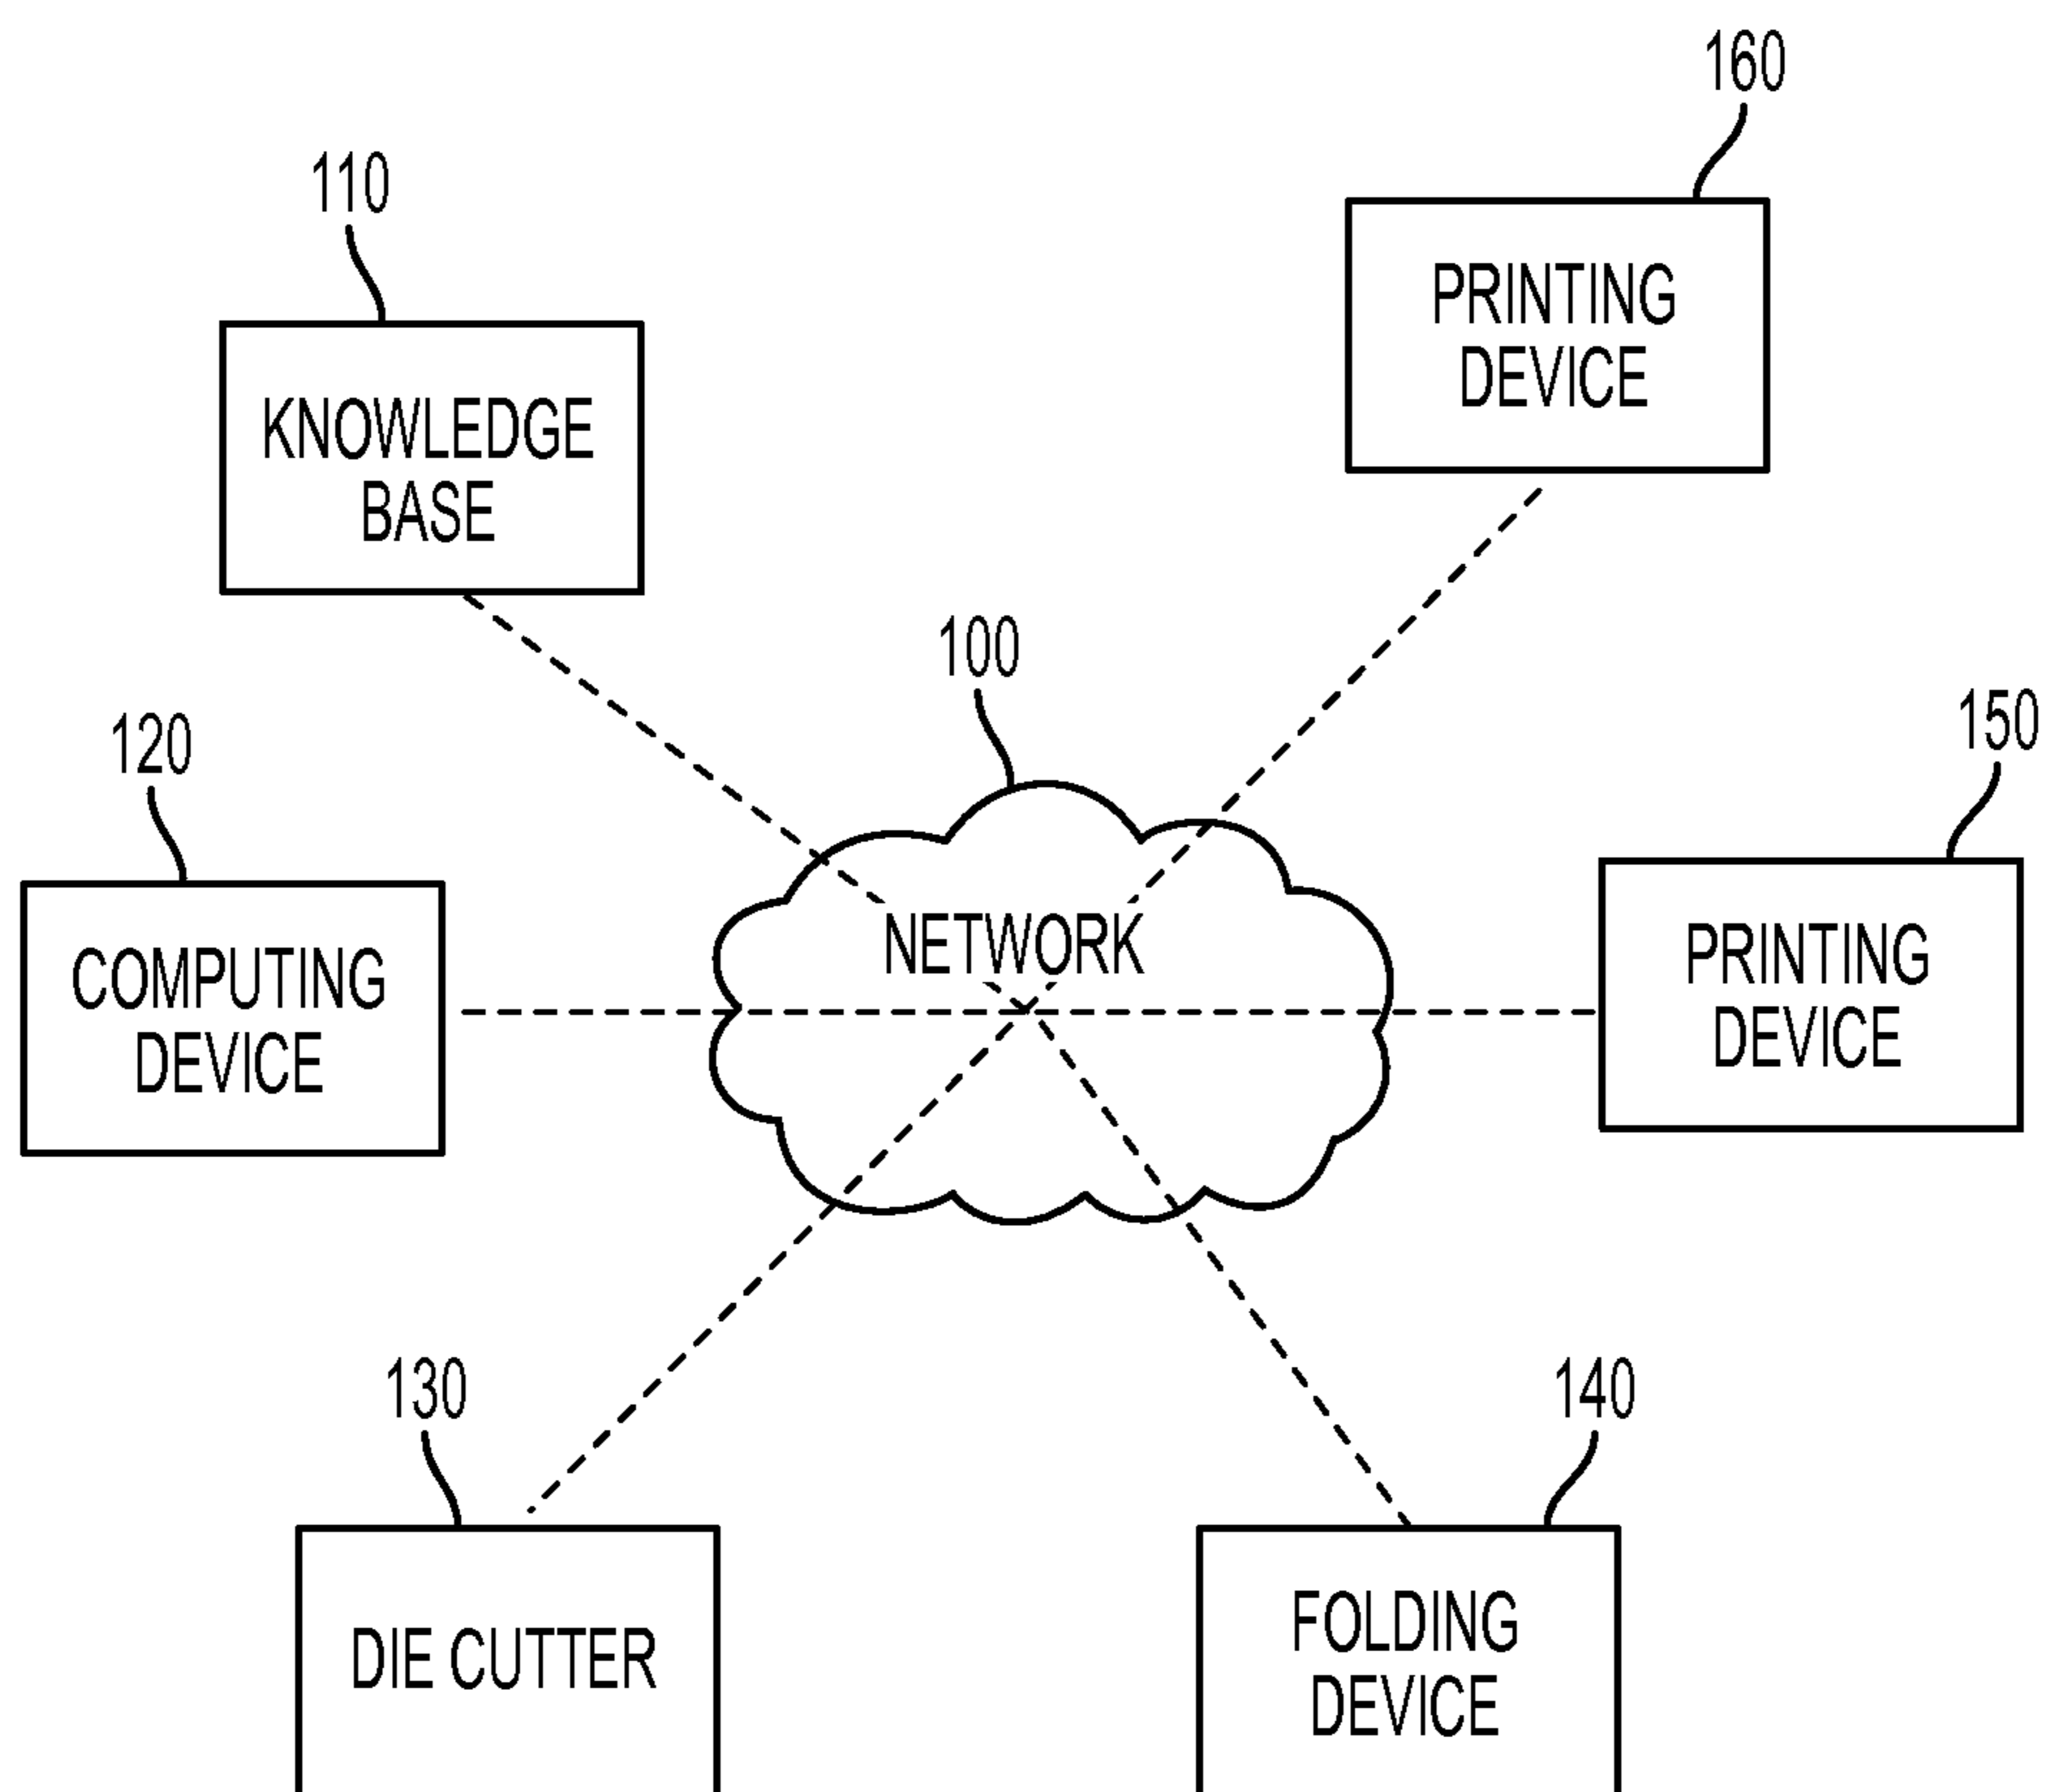 160
110
PRINTING
DEVICE
KNOWLEDGE
BASE
100
150
120
NETWORK
PRINTING
DEVICE
COMPUTING
DEVICE
130
140
DIE CUTTER
FOLDING
DEVICE